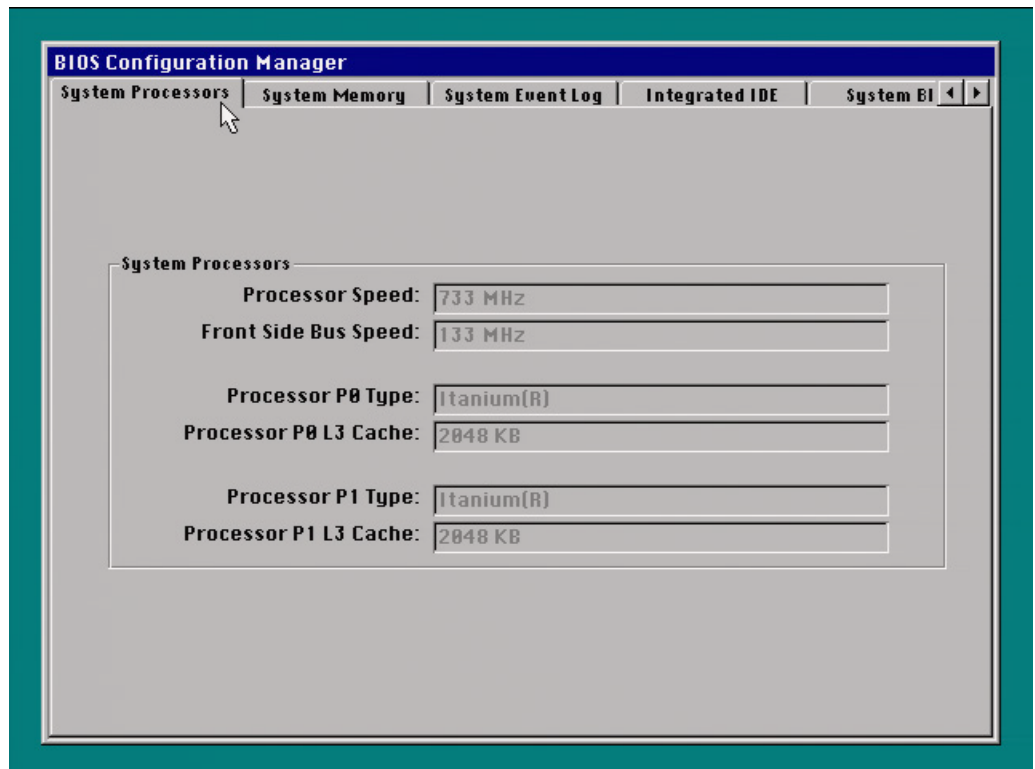 BIOS Configuration Manager
System Processors System Memory System Event Log Integrated IDE System BI
System Processors
Processor Speed: 733 MHz
Front Side Bus Speed: 133 MHz
Processor P0 Type: Itanium(R)
Processor P0 L3 Cache: 2048 KB
Processor P1 Type: Itanium(R)
Processor P1 L3 Cache: 2048 KB